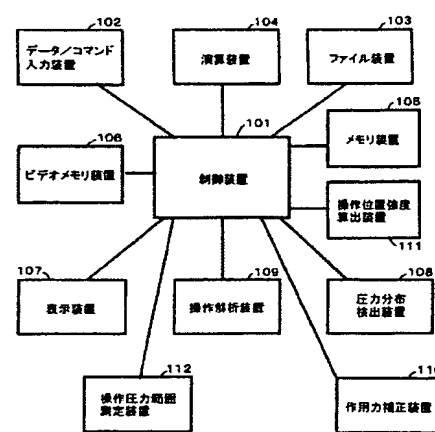 102
104
103
データ/コマンド
入力装置
演算装置
ファイル装置
101
105
106
メモリ装置
ビデオメモリ装置
制御装置
操作位置強度
算出装置
111
107
109
108
表示装置
操作解析装置
圧力分布
検出装置
112
110
操作圧力範囲
測定装置
作用力補正装置